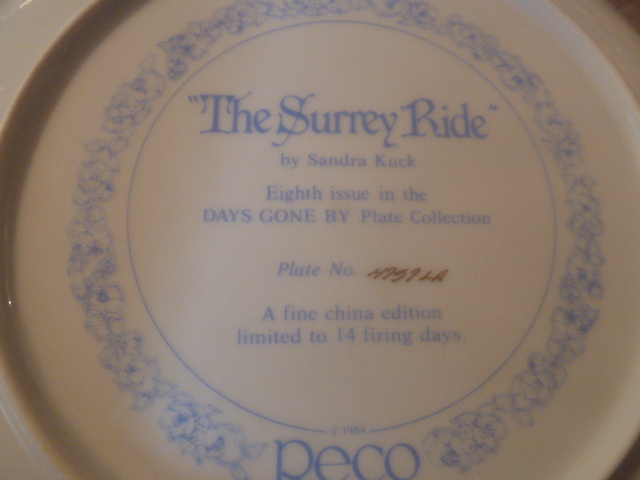 "The Surrey Ride"
by Sandra Kuck
Eighth issue in the
DAYS GONE BY Plate Collection
Plate No.
A fine china edition
limited to 14 firing days.
© 1984
Reco